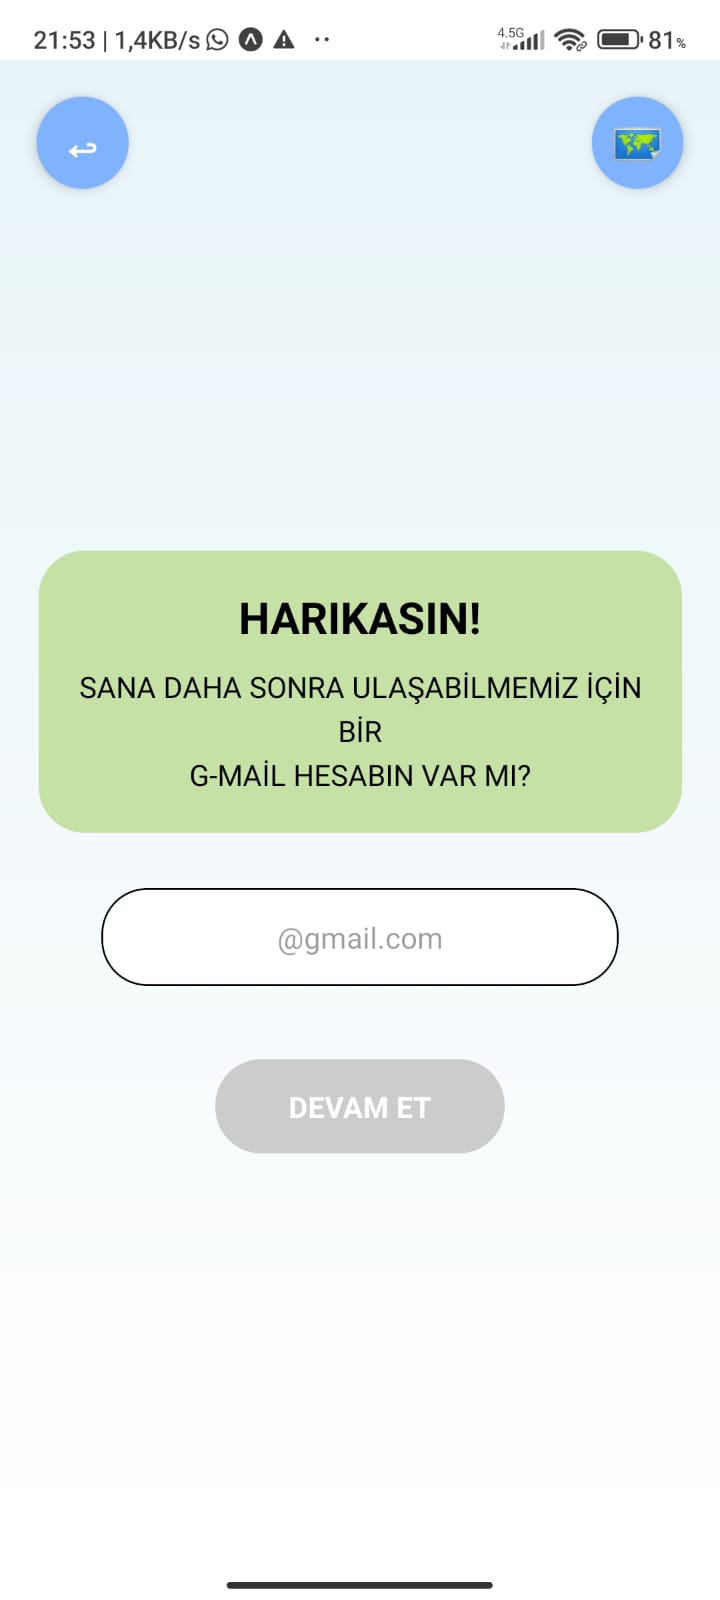 21:53 | 1,4KB/s 4.5G 81%
HARIKASIN!
SANA DAHA SONRA ULAŞABİLMEMİZ İÇİN
BİR
G-MAİL HESABIN VAR MI?
@gmail.com
DEVAM ET